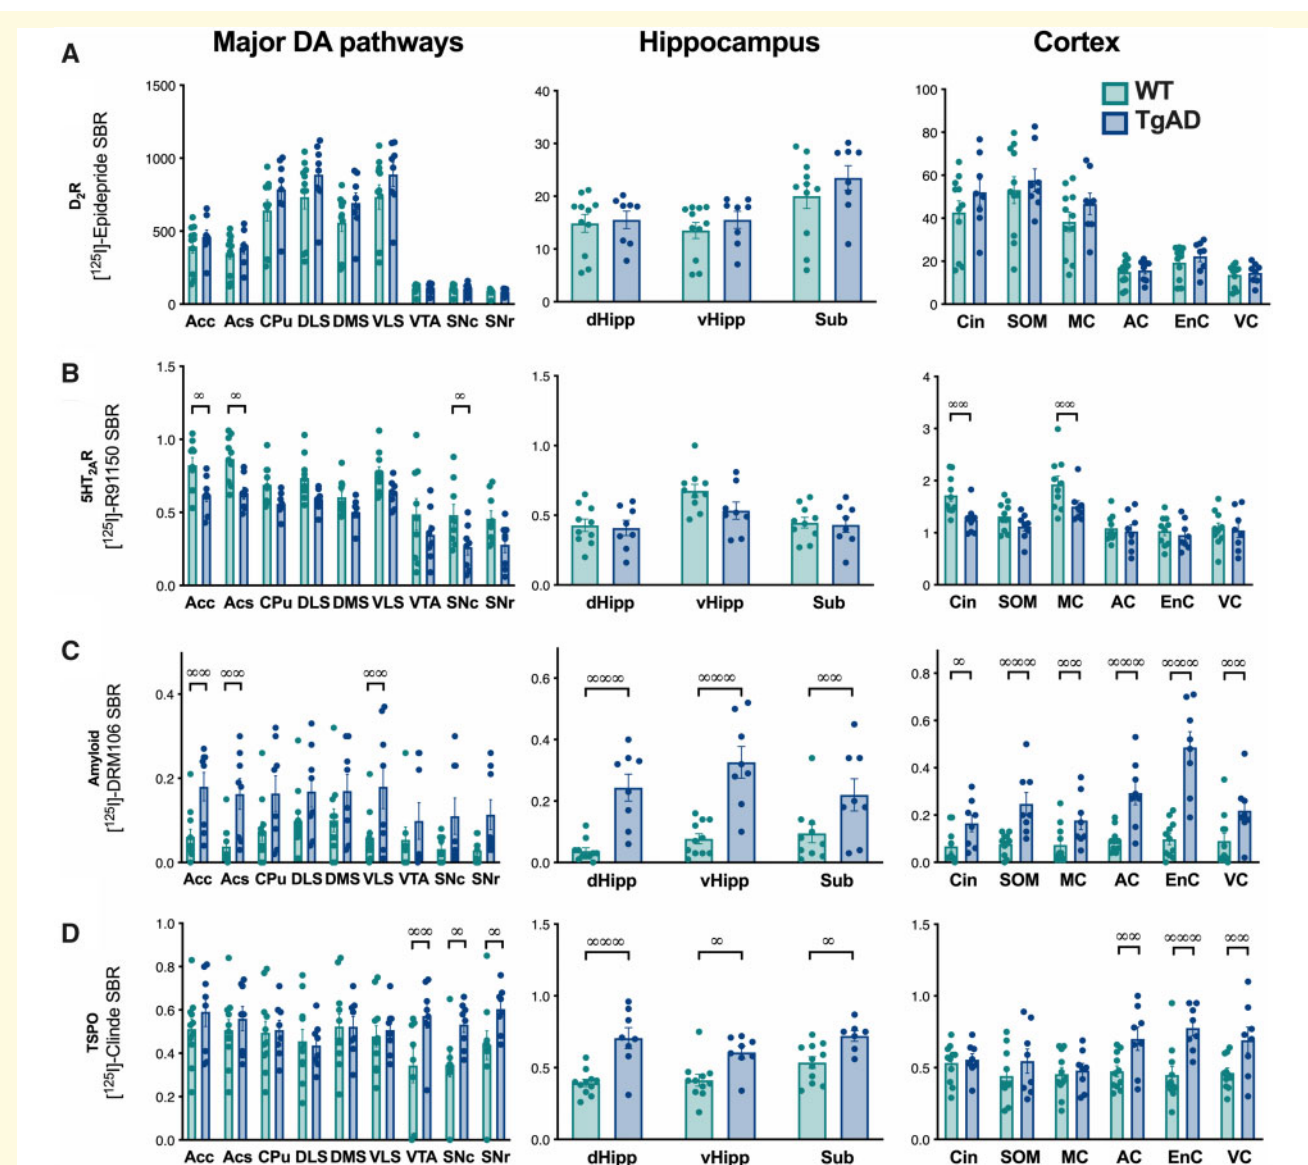 Major DA pathways Hippocampus Cortex
A
D2R
[125I]-Epidepride SBR
1500
1000
500
0
Acc Acs CPu DLS DMS VLS VTA SNc SNr
40
30
20
10
0
dHipp vHipp Sub
100
80
60
40
20
0
Cin SOM MC AC EnC VC
WT
TgAD
B
5HT2AR
[125I]-R91150 SBR
1.5
1.0
0.5
0.0
∞ ∞ ∞
Acc Acs CPu DLS DMS VLS VTA SNc SNr
1.5
1.0
0.5
0.0
dHipp vHipp Sub
4
3
2
1
0
∞∞ ∞∞
Cin SOM MC AC EnC VC
C
Amyloid
[125I]-DRM106 SBR
0.4
0.2
0.0
∞∞ ∞∞ ∞∞
Acc Acs CPu DLS DMS VLS VTA SNc SNr
0.6
0.4
0.2
0.0
∞∞∞ ∞∞∞ ∞∞
dHipp vHipp Sub
0.8
0.6
0.4
0.2
0.0
∞ ∞∞∞ ∞∞ ∞∞∞ ∞∞∞ ∞∞
Cin SOM MC AC EnC VC
D
TSPO
[125I]-Clinde SBR
1.0
0.8
0.6
0.4
0.2
0.0
∞∞ ∞ ∞
Acc Acs CPu DLS DMS VLS VTA SNc SNr
1.5
1.0
0.5
0.0
∞∞∞ ∞ ∞
dHipp vHipp Sub
1.5
1.0
0.5
0.0
∞∞ ∞∞∞ ∞∞
Cin SOM MC AC EnC VC